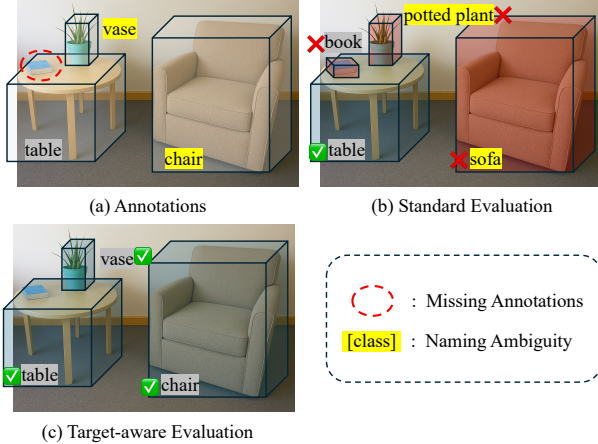 vase
table
chair
(a) Annotations
potted plant
book
table
sofa
(b) Standard Evaluation
vase
table
chair
(c) Target-aware Evaluation
: Missing Annotations
[class] : Naming Ambiguity